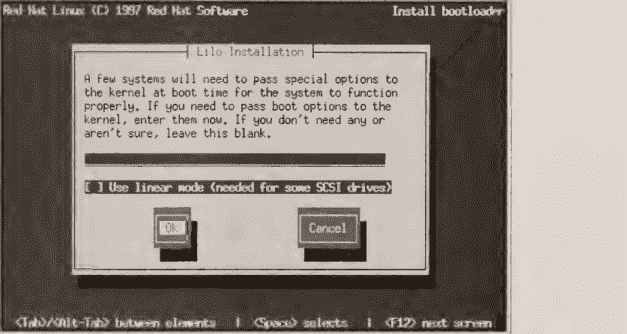 Red Hat Linux (C) 1997 Red Hat Software Install bootloader
Lilo Installation
A few systems will need to pass special options to
the kernel at boot time for the system to function
properly. If you need to pass boot options to the
kernel, enter them now. If you don't need any or
aren't sure, leave this blank.
[ ] Use linear mode (needed for some SCSI drives)
Ok Cancel
<Tab>/<Alt-Tab> between elements | <Space> selects | <F12> next screen